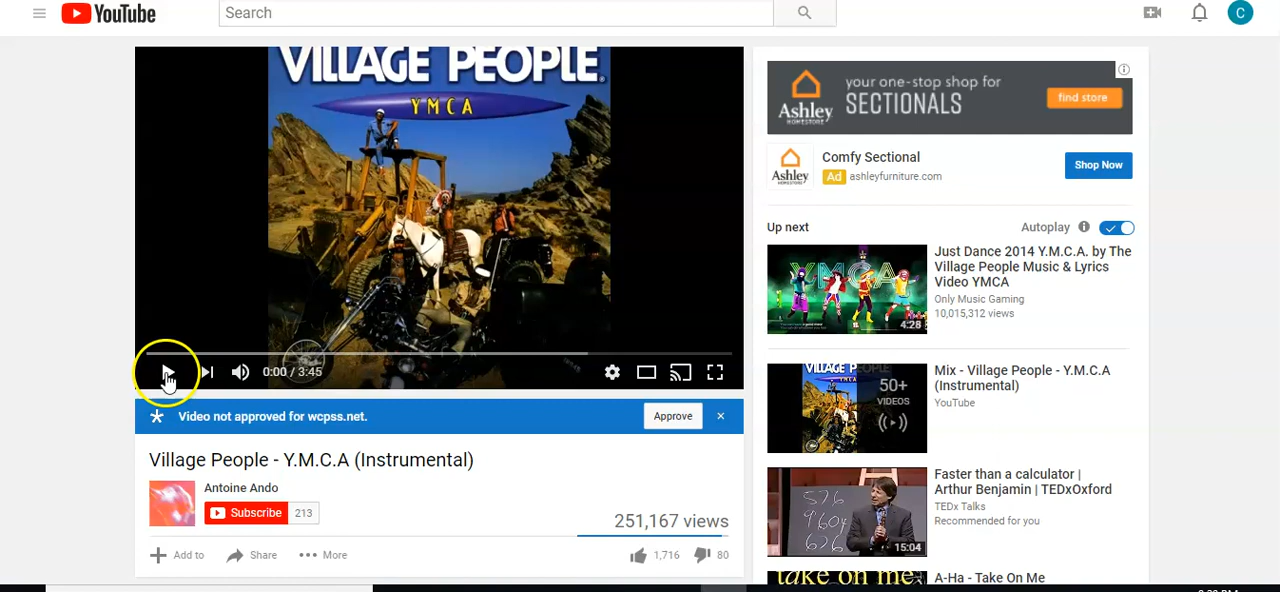 YouTube
Search
C
VILLAGE PEOPLE
YMCA
0:00 / 3:45
Video not approved for wcpss.net.
Approve
×
Village People - Y.M.C.A (Instrumental)
Antoine Ando
Subscribe 213
251,167 views
Add to
Share
More
1,716
80
Ashley
HOMESTORE
your one-stop shop for
SECTIONALS
find store
Ashley
HOMESTORE
Comfy Sectional
Ad ashleyfurniture.com
Shop Now
Up next
Autoplay
YMCA
4:28
Just Dance 2014 Y.M.C.A. by The
Village People Music & Lyrics
Video YMCA
Only Music Gaming
10,015,312 views
50+
VIDEOS
Mix - Village People - Y.M.C.A
(Instrumental)
YouTube
15:04
Faster than a calculator |
Arthur Benjamin | TEDxOxford
TEDx Talks
Recommended for you
take on me
A-Ha - Take On Me